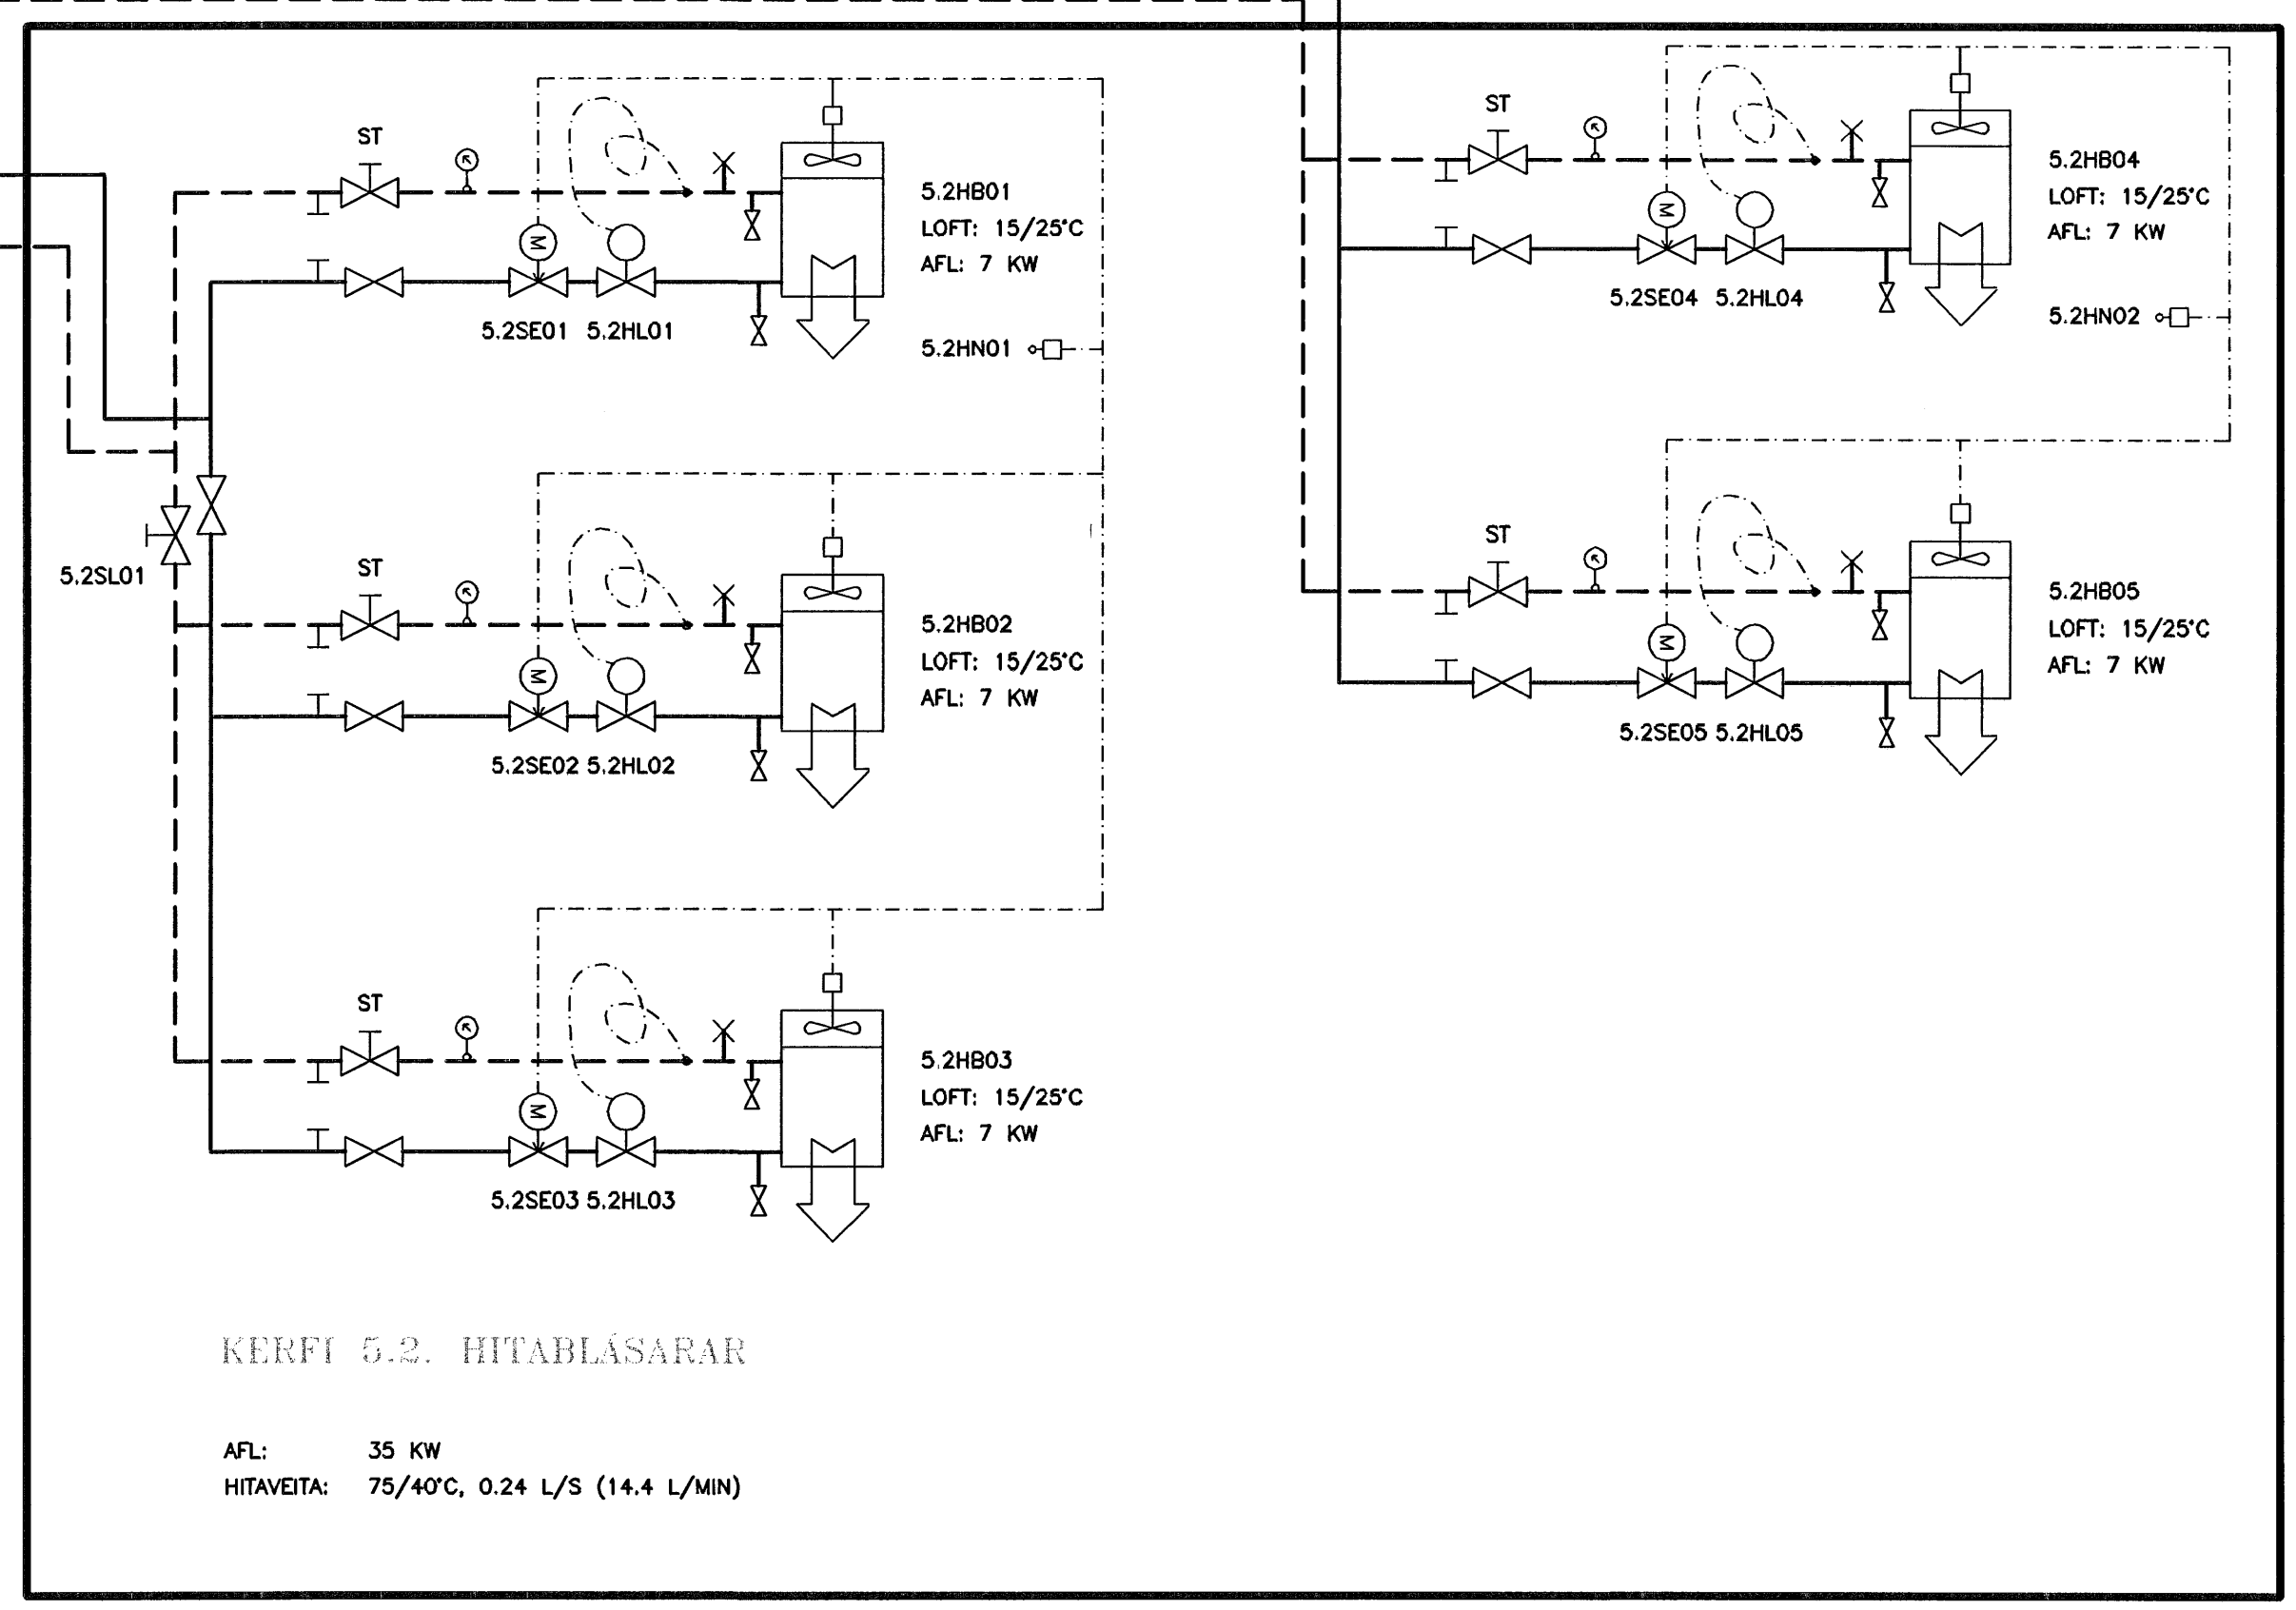 ST
M
5.2HB01
LOFT: 15/25°C
AFL: 7 KW
5.2SE01 5.2HL01
5.2HN01
5.2SL01
ST
M
5.2HB02
LOFT: 15/25°C
AFL: 7 KW
5.2SE02 5.2HL02
ST
M
5.2HB03
LOFT: 15/25°C
AFL: 7 KW
5.2SE03 5.2HL03
ST
M
5.2HB04
LOFT: 15/25°C
AFL: 7 KW
5.2SE04 5.2HL04
5.2HN02
ST
M
5.2HB05
LOFT: 15/25°C
AFL: 7 KW
5.2SE05 5.2HL05
KERFI 5.2. HITABLÁSARAR
AFL: 35 KW
HITAVEITA: 75/40°C, 0.24 L/S (14.4 L/MIN)